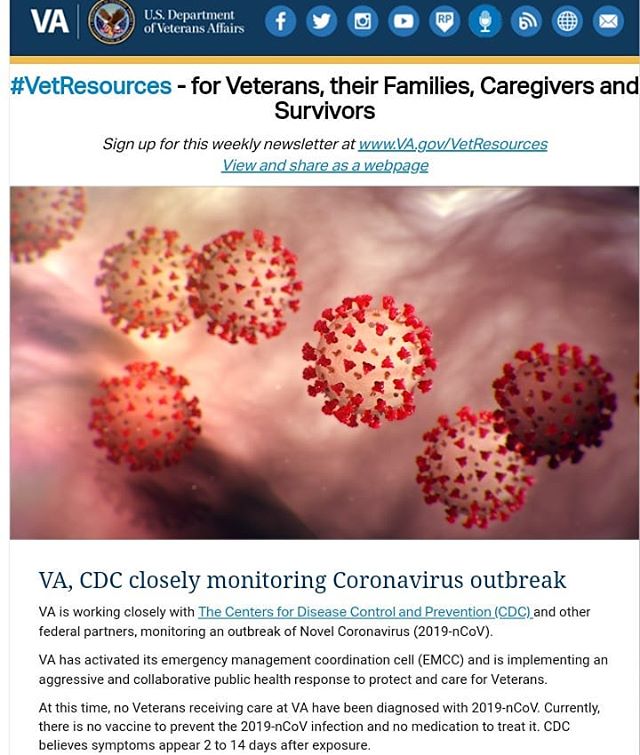 VA
U.S. Department
of Veterans Affairs
RP
#VetResources - for Veterans, their Families, Caregivers and
Survivors
Sign up for this weekly newsletter at www.VA.gov/VetResources
View and share as a webpage
VA, CDC closely monitoring Coronavirus outbreak
VA is working closely with The Centers for Disease Control and Prevention (CDC) and other
federal partners, monitoring an outbreak of Novel Coronavirus (2019-nCoV).
VA has activated its emergency management coordination cell (EMCC) and is implementing an
aggressive and collaborative public health response to protect and care for Veterans.
At this time, no Veterans receiving care at VA have been diagnosed with 2019-nCoV. Currently,
there is no vaccine to prevent the 2019-nCoV infection and no medication to treat it. CDC
believes symptoms appear 2 to 14 days after exposure.